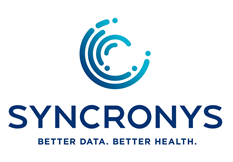 SYNCRONYS
BETTER DATA. BETTER HEALTH.